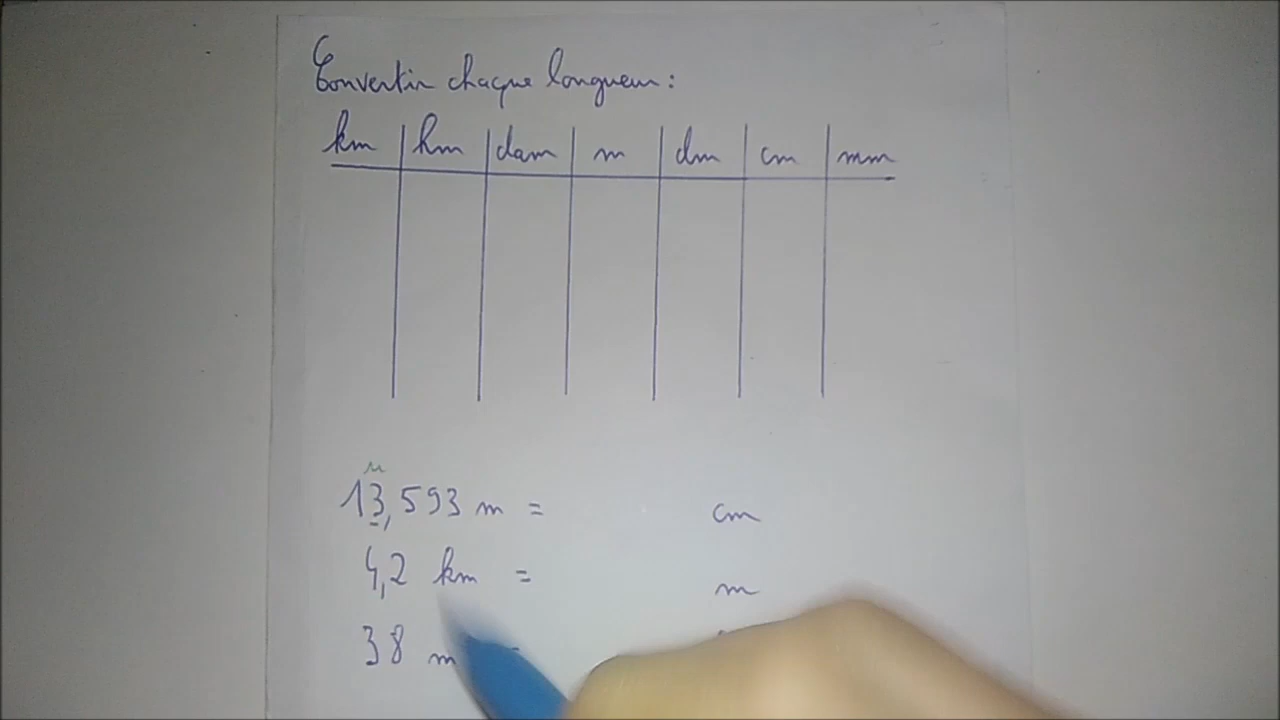 Convertir chaque longueur :
km hm dam m dm cm mm
u
13,593 m = cm
4,2 km = m
38 m